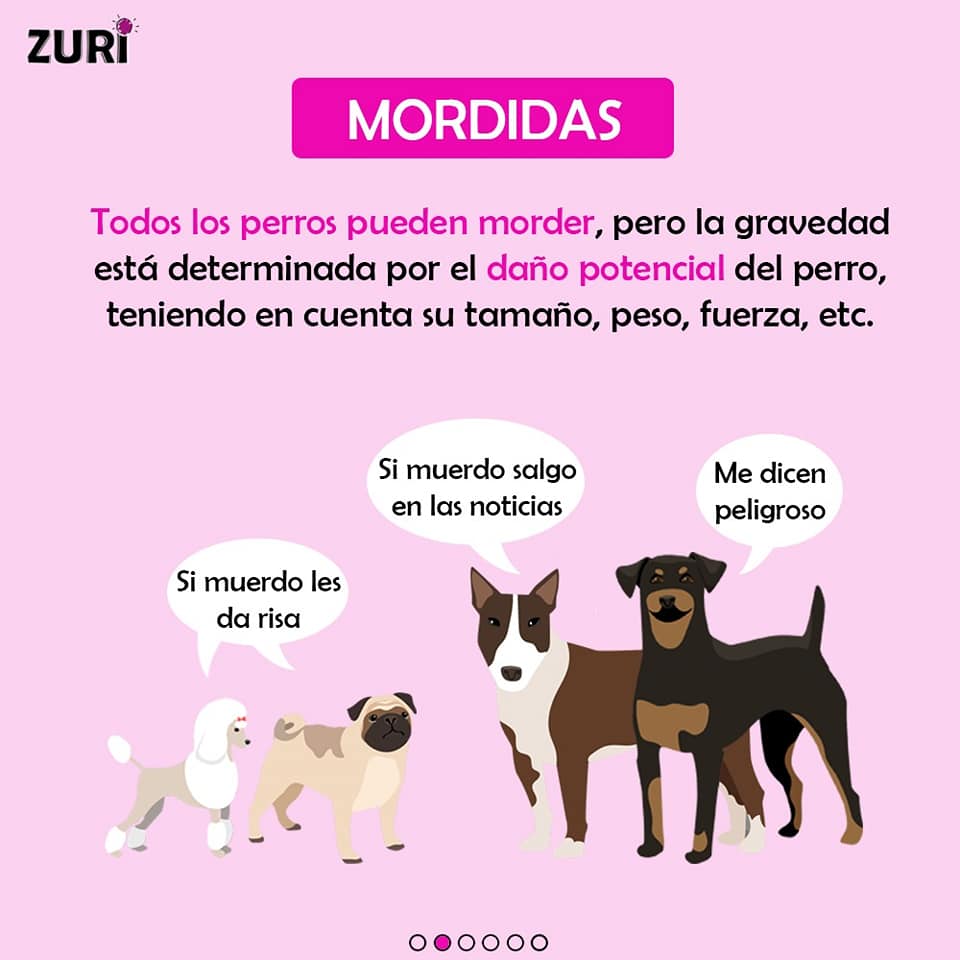 ZURI
MORDIDAS
Todos los perros pueden morder, pero la gravedad
está determinada por el daño potencial del perro,
teniendo en cuenta su tamaño, peso, fuerza, etc.
Si muerdo salgo
en las noticias
Me dicen
peligroso
Si muerdo les
da risa